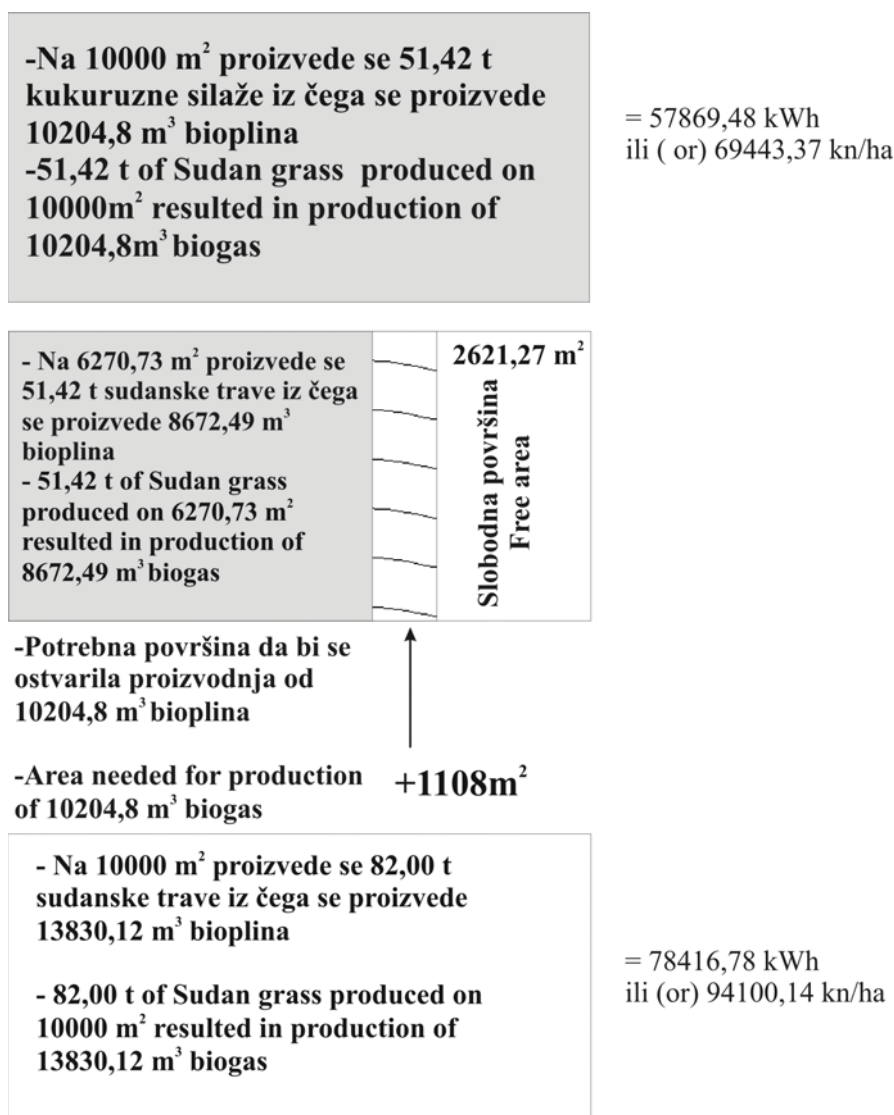 -Na 10000 m² proizvede se 51,42 t
kukuruzne silaže iz čega se proizvede
10204,8 m³ bioplina
-51,42 t of Sudan grass produced on
10000m² resulted in production of
10204,8m³ biogas
= 57869,48 kWh
ili ( or) 69443,37 kn/ha
- Na 6270,73 m² proizvede se
51,42 t sudanske trave iz čega
se proizvede 8672,49 m³
bioplina
- 51,42 t of Sudan grass
produced on 6270,73 m²
resulted in production of
8672,49 m³ biogas
2621,27 m²
Slobodna površina
Free area
-Potrebna površina da bi se
ostvarila proizvodnja od
10204,8 m³ bioplina
-Area needed for production
of 10204,8 m³ biogas
+1108m²
- Na 10000 m² proizvede se 82,00 t
sudanske trave iz čega se proizvede
13830,12 m³ bioplina
- 82,00 t of Sudan grass produced on
10000 m² resulted in production of
13830,12 m³ biogas
= 78416,78 kWh
ili (or) 94100,14 kn/ha